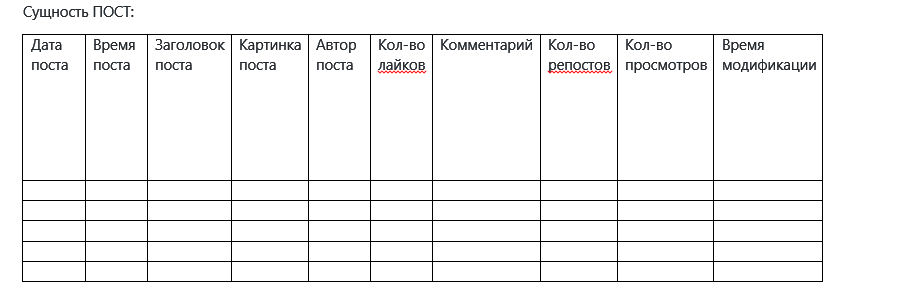 Сущность ПОСТ:
Дата поста
Время поста
Заголовок поста
Картинка поста
Автор поста
Кол-во лайков
Комментарий
Кол-во репостов
Кол-во просмотров
Время модификации